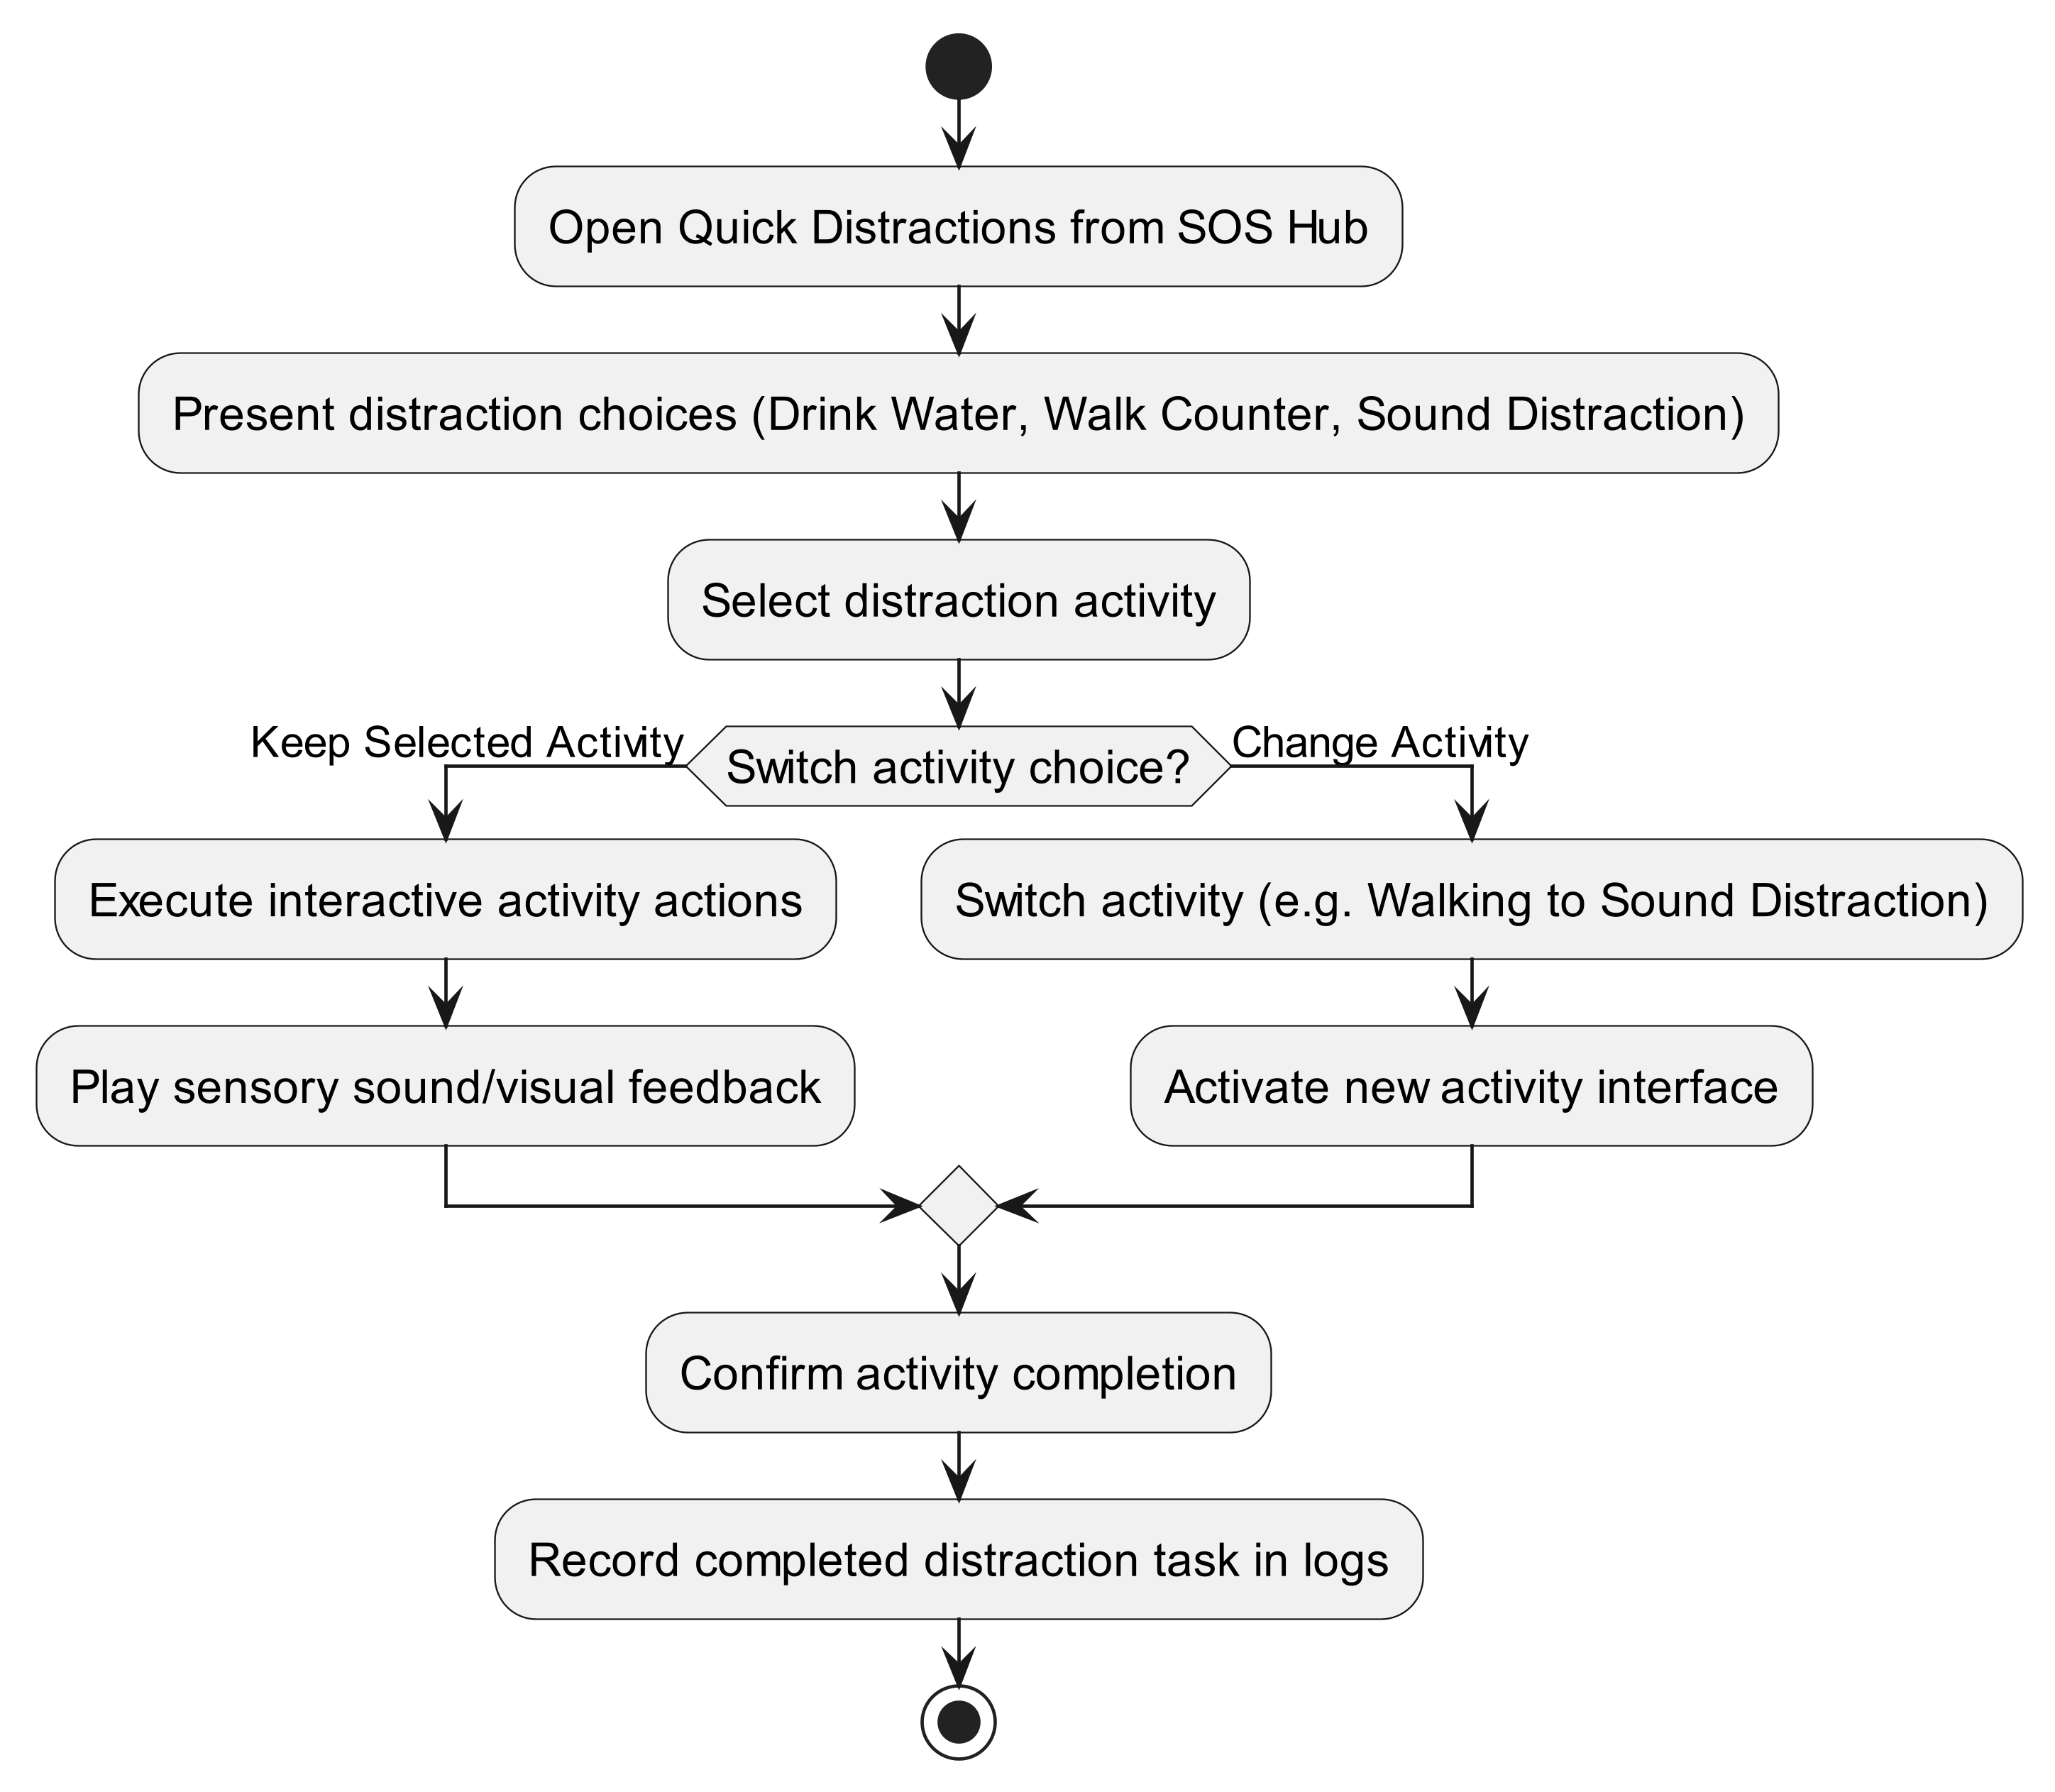 Open Quick Distractions from SOS Hub
Present distraction choices (Drink Water, Walk Counter, Sound Distraction)
Select distraction activity
Switch activity choice?
Keep Selected Activity
Change Activity
Execute interactive activity actions
Switch activity (e.g. Walking to Sound Distraction)
Play sensory sound/visual feedback
Activate new activity interface
Confirm activity completion
Record completed distraction task in logs